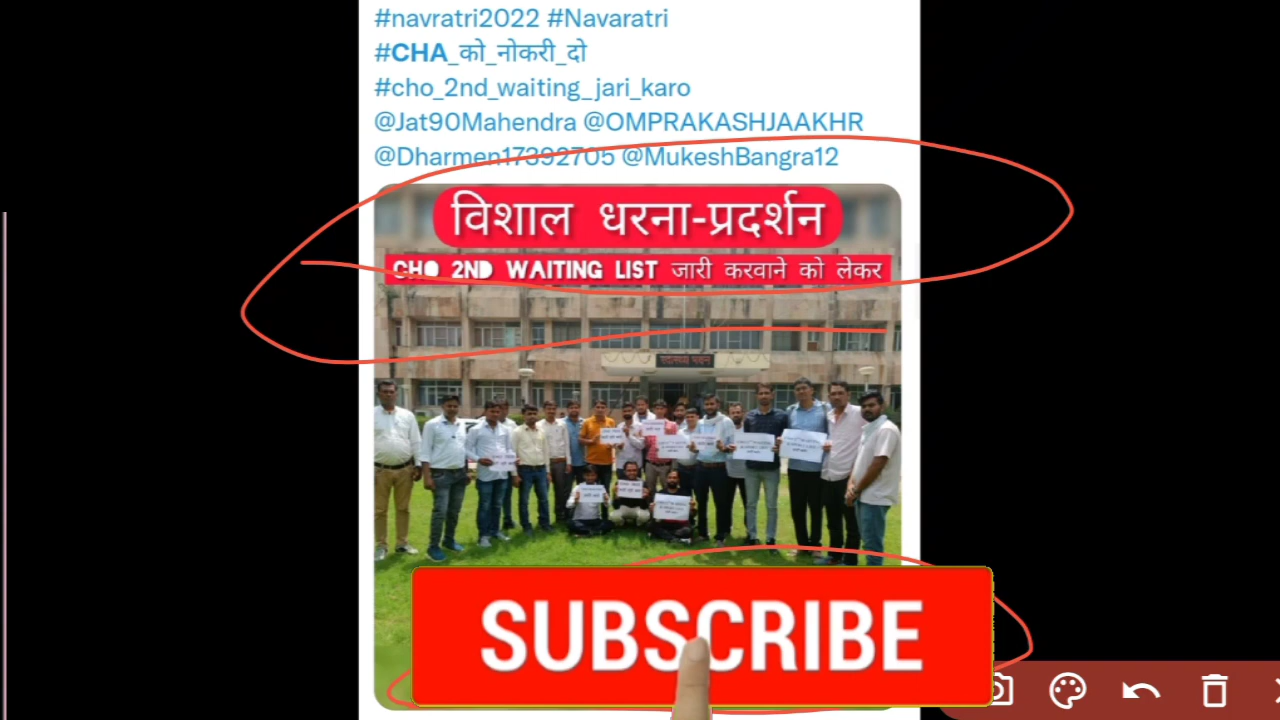 #navratri2022 #Navaratri
#CHA_को_नोकरी_दो
#cho_2nd_waiting_jari_karo
@Jat90Mahendra @OMPRAKASHJAAKHR
@Dharmen17392705 @MukeshBangra12
विशाल धरना-प्रदर्शन
CHO 2ND WAITING LIST जारी करवाने को लेकर
SUBSCRIBE